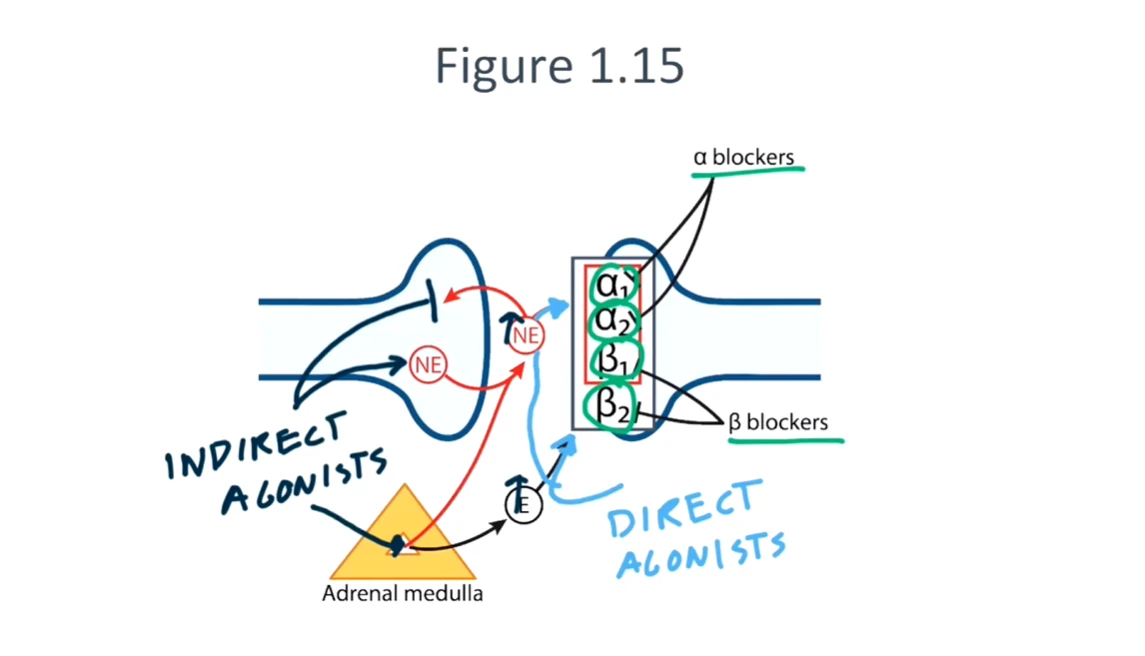 Figure 1.15
α blockers
α1
α2
β1
β2
NE
NE
E
β blockers
INDIRECT
AGONISTS
DIRECT
AGONISTS
Adrenal medulla